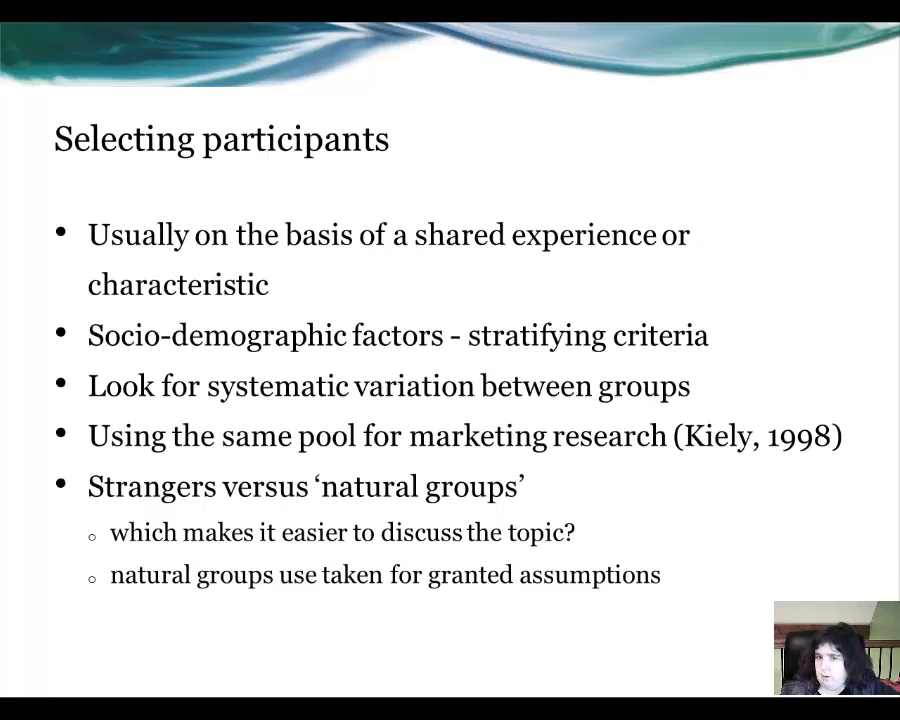 Selecting participants
• Usually on the basis of a shared experience or
characteristic
• Socio-demographic factors - stratifying criteria
• Look for systematic variation between groups
• Using the same pool for marketing research (Kiely, 1998)
• Strangers versus ‘natural groups’
○ which makes it easier to discuss the topic?
○ natural groups use taken for granted assumptions